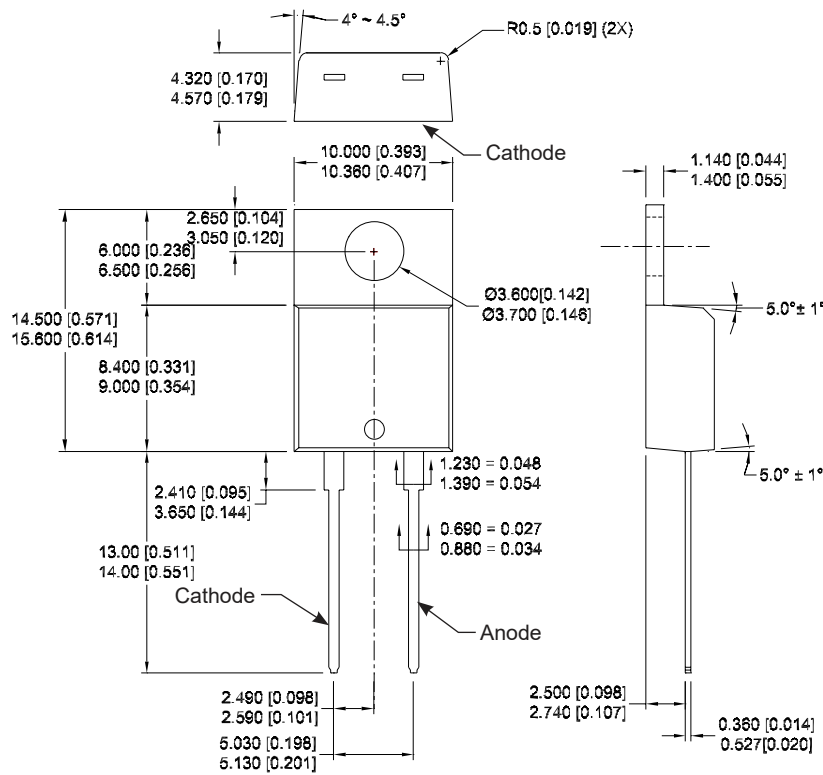 4° ~ 4.5°
R0.5 [0.019] (2X)
4.320 [0.170]
4.570 [0.179]
Cathode
10.000 [0.393]
10.360 [0.407]
1.140 [0.044]
1.400 [0.055]
2.650 [0.104]
3.050 [0.120]
6.000 [0.236]
6.500 [0.256]
Ø3.600[0.142]
Ø3.700 [0.146]
5.0°± 1°
14.500 [0.571]
15.600 [0.614]
8.400 [0.331]
9.000 [0.354]
1.230 = 0.048
1.390 = 0.054
5.0° ± 1°
2.410 [0.095]
3.650 [0.144]
0.690 = 0.027
0.880 = 0.034
13.00 [0.511]
14.00 [0.551]
Cathode
Anode
2.490 [0.098]
2.590 [0.101]
2.500 [0.098]
2.740 [0.107]
5.030 [0.198]
5.130 [0.201]
0.360 [0.014]
0.527[0.020]